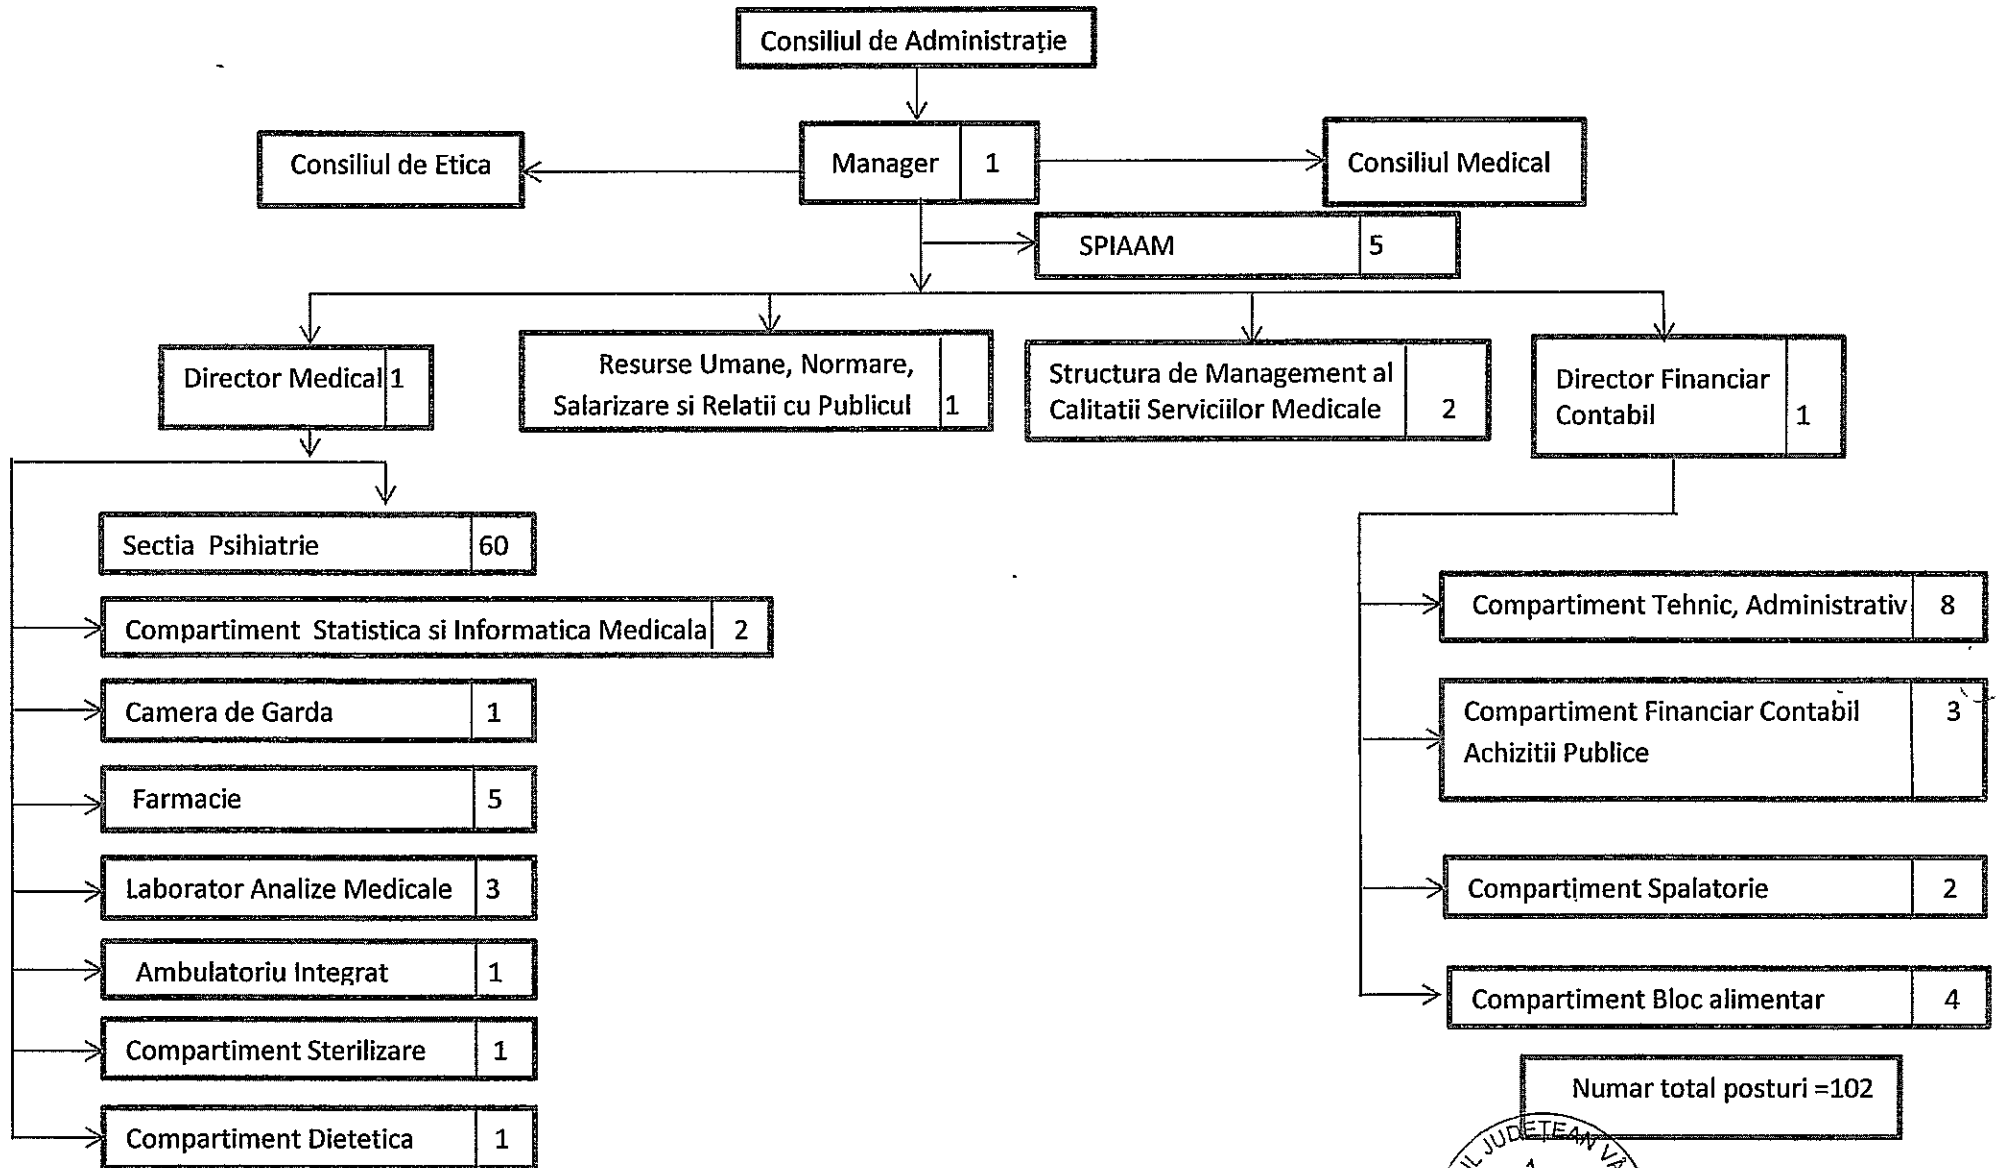 Consiliul de Administrație
Consiliul de Etica
Manager 1
Consiliul Medical
SPIAAM 5
Director Medical 1
Resurse Umane, Normare,
Salarizare si Relatii cu Publicul 1
Structura de Management al
Calitatii Serviciilor Medicale 2
Director Financiar
Contabil 1
Sectia Psihiatrie 60
Compartiment Statistica si Informatica Medicala 2
Camera de Garda 1
Farmacie 5
Laborator Analize Medicale 3
Ambulatoriu Integrat 1
Compartiment Sterilizare 1
Compartiment Dietetica 1
Compartiment Tehnic, Administrativ 8
Compartiment Financiar Contabil 3
Achizitii Publice
Compartiment Spalatorie 2
Compartiment Bloc alimentar 4
Numar total posturi =102
JUDEȚEAN